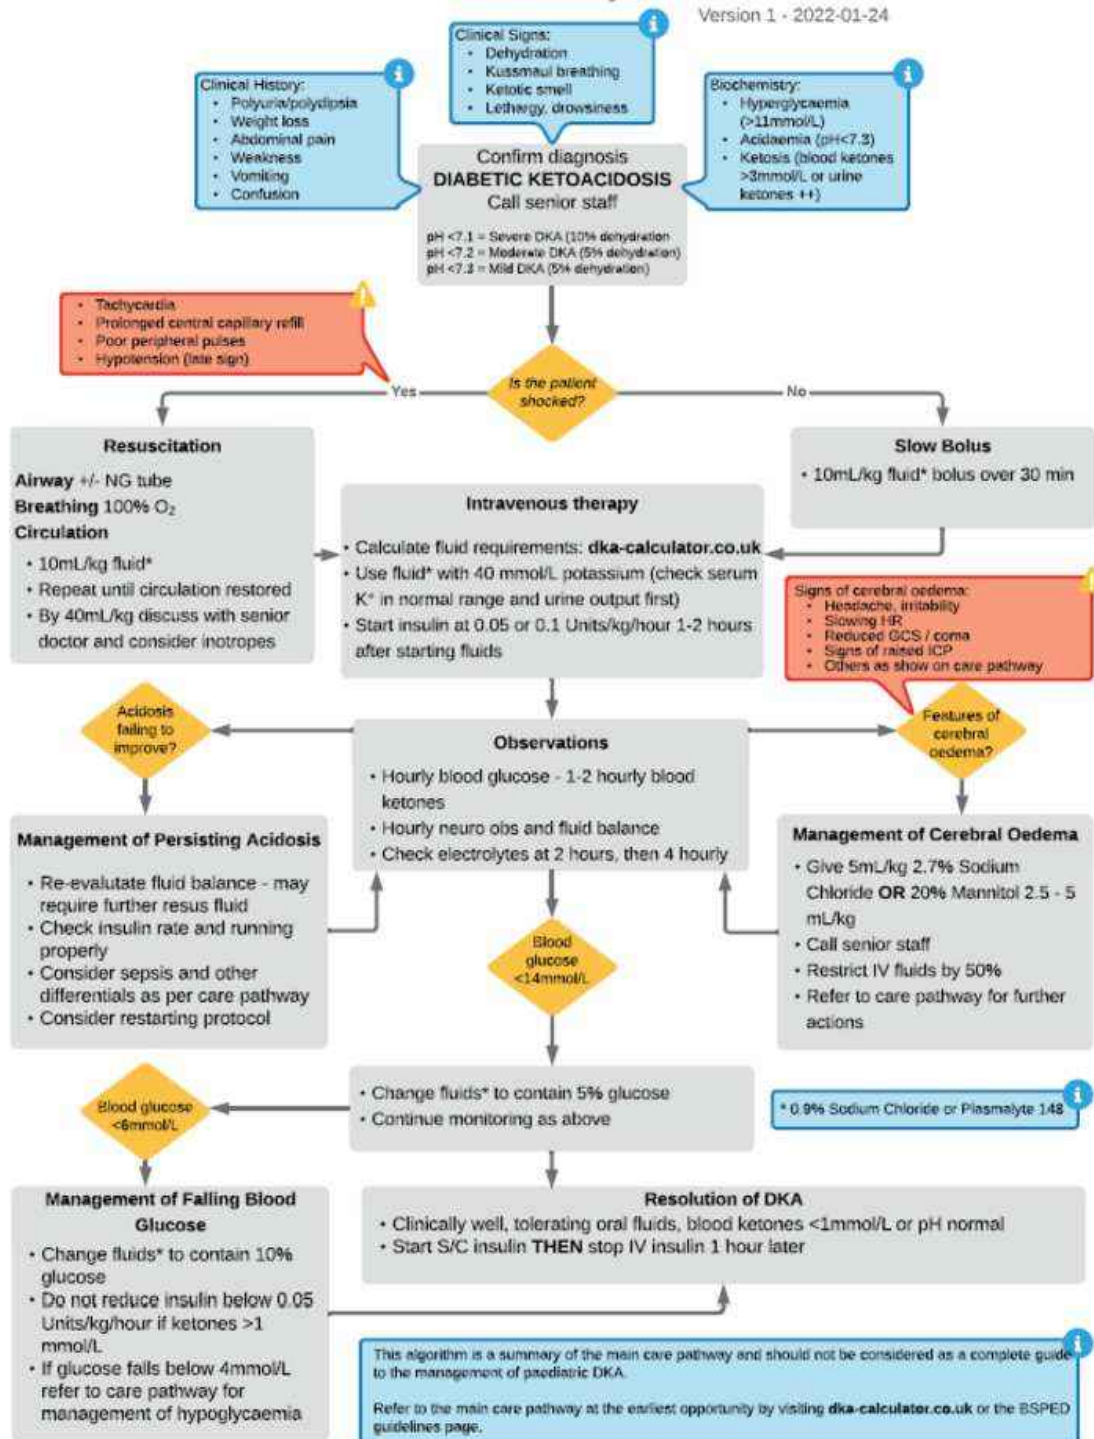 Version 1 - 2022-01-24
Clinical Signs:
• Dehydration
• Kussmaul breathing
• Ketotic smell
• Lethargy, drowsiness
Clinical History:
• Polyuria/polydipsia
• Weight loss
• Abdominal pain
• Weakness
• Vomiting
• Confusion
Biochemistry:
• Hyperglycaemia
(>11mmol/L)
• Acidaemia (pH<7.3)
• Ketosis (blood ketones
>3mmol/L or urine
ketones ++)
Confirm diagnosis
DIABETIC KETOACIDOSIS
Call senior staff
pH <7.1 = Severe DKA (10% dehydration
pH <7.2 = Moderate DKA (5% dehydration)
pH <7.3 = Mild DKA (5% dehydration)
• Tachycardia
• Prolonged central capillary refill
• Poor peripheral pulses
• Hypotension (late sign)
Is the patient
shocked?
Yes
No
Resuscitation
Airway +/- NG tube
Breathing 100% O₂
Circulation
• 10mL/kg fluid*
• Repeat until circulation restored
• By 40mL/kg discuss with senior
doctor and consider inotropes
Slow Bolus
• 10mL/kg fluid* bolus over 30 min
Intravenous therapy
• Calculate fluid requirements: dka-calculator.co.uk
• Use fluid* with 40 mmol/L potassium (check serum
K⁺ in normal range and urine output first)
• Start insulin at 0.05 or 0.1 Units/kg/hour 1-2 hours
after starting fluids
Signs of cerebral oedema:
• Headache, irritability
• Slowing HR
• Reduced GCS / coma
• Signs of raised ICP
• Others as show on care pathway
Acidosis
failing to
improve?
Features of
cerebral
oedema?
Observations
• Hourly blood glucose - 1-2 hourly blood
ketones
• Hourly neuro obs and fluid balance
• Check electrolytes at 2 hours, then 4 hourly
Management of Persisting Acidosis
• Re-evalutate fluid balance - may
require further resus fluid
• Check insulin rate and running
properly
• Consider sepsis and other
differentials as per care pathway
• Consider restarting protocol
Management of Cerebral Oedema
• Give 5mL/kg 2.7% Sodium
Chloride OR 20% Mannitol 2.5 - 5
mL/kg
• Call senior staff
• Restrict IV fluids by 50%
• Refer to care pathway for further
actions
Blood
glucose
<14mmol/L
• Change fluids* to contain 5% glucose
• Continue monitoring as above
Blood glucose
<6mmol/L
* 0.9% Sodium Chloride or Plasmalyte 148
Management of Falling Blood
Glucose
• Change fluids* to contain 10%
glucose
• Do not reduce insulin below 0.05
Units/kg/hour if ketones >1
mmol/L
• If glucose falls below 4mmol/L
refer to care pathway for
management of hypoglycaemia
Resolution of DKA
• Clinically well, tolerating oral fluids, blood ketones <1mmol/L or pH normal
• Start S/C insulin THEN stop IV insulin 1 hour later
This algorithm is a summary of the main care pathway and should not be considered as a complete guide
to the management of paediatric DKA.
Refer to the main care pathway at the earliest opportunity by visiting dka-calculator.co.uk or the BSPED
guidelines page.